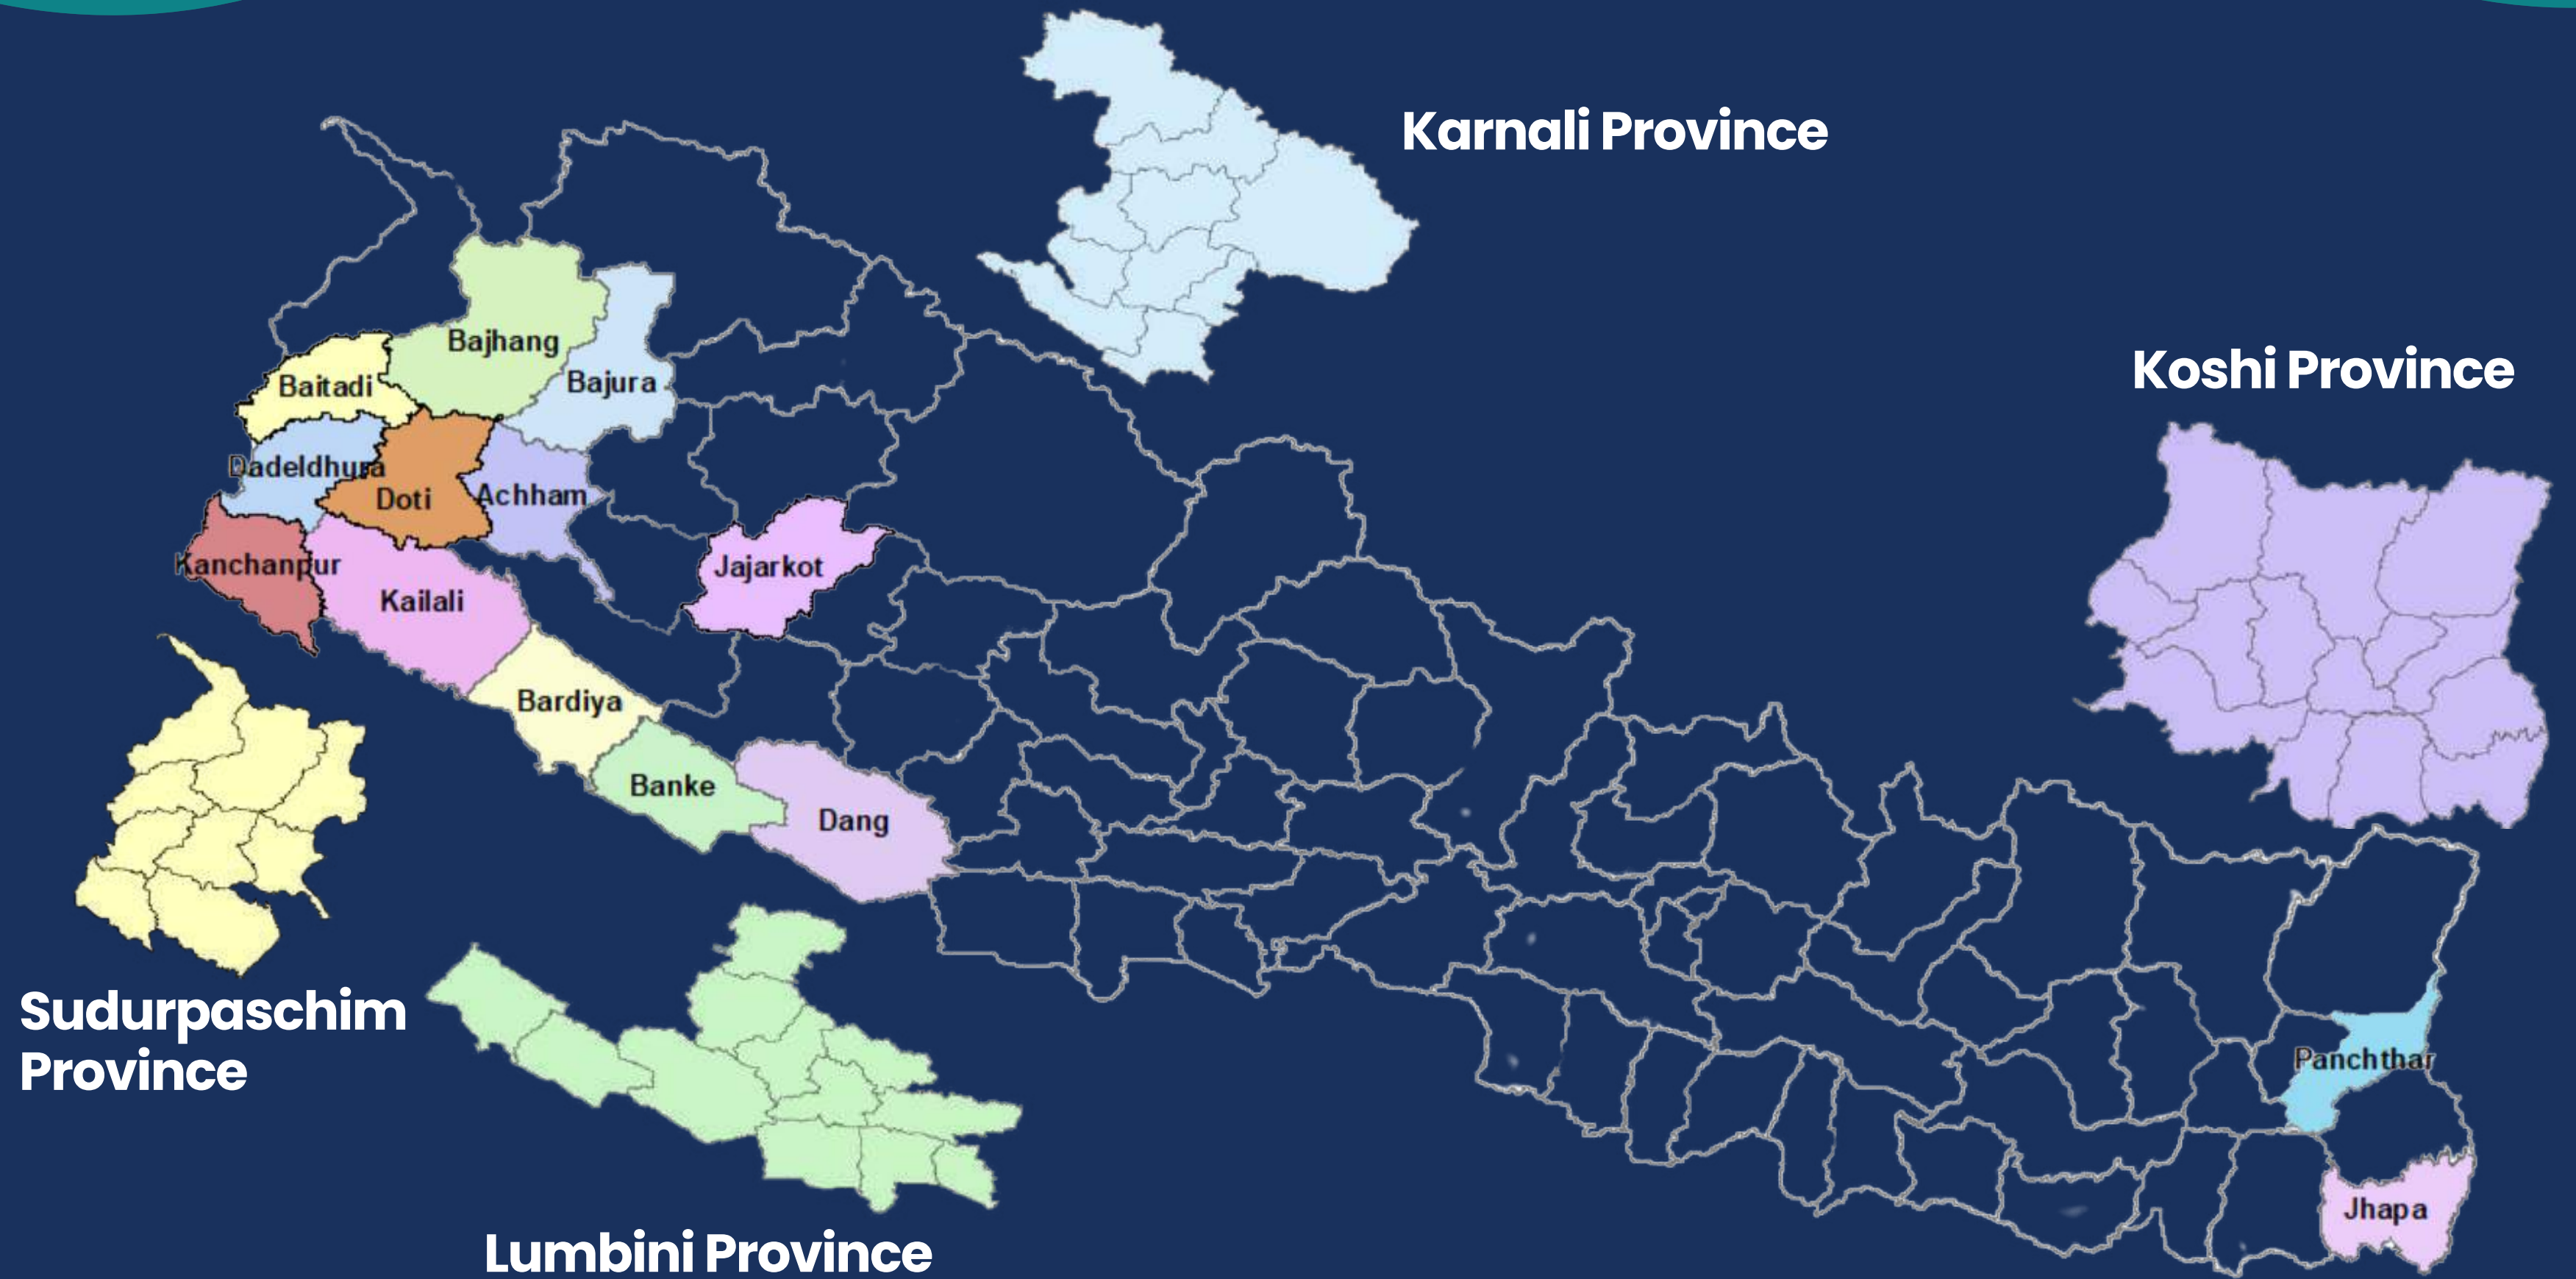 Karnali Province
Koshi Province
Bajhang
Baitadi
Bajura
Dadeldhura
Doti
Achham
Kanchanpur
Kailali
Jajarkot
Bardiya
Banke
Dang
Sudurpaschim
Province
Lumbini Province
Panchthar
Jhapa